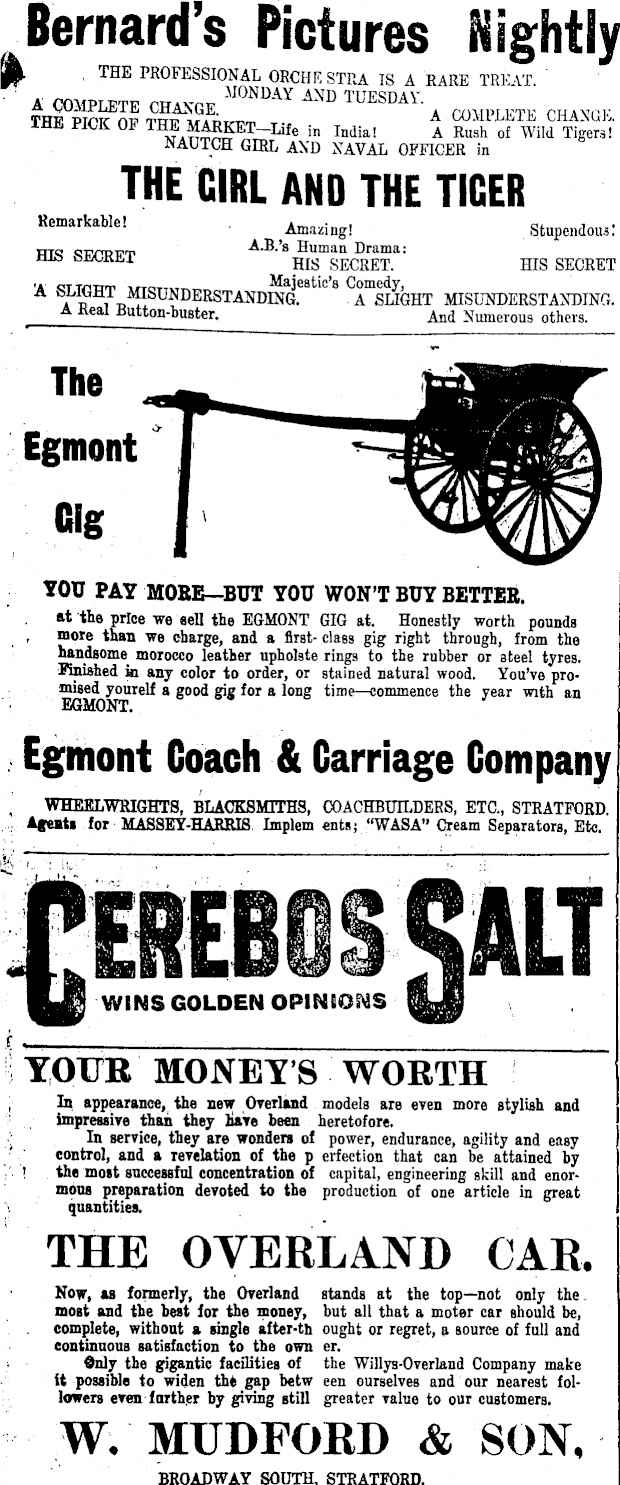 Bernard's Pictures Nightly
THE PROFESSIONAL ORCHESTRA IS A RARE TREAT.
MONDAY AND TUESDAY.
A COMPLETE CHANGE. A COMPLETE CHANGE.
THE PICK OF THE MARKET—Life in India! A Rush of Wild Tigers!
NAUTCH GIRL AND NAVAL OFFICER in
THE GIRL AND THE TIGER
Remarkable! Amazing! Stupendous!
A.B.'s Human Drama:
HIS SECRET HIS SECRET. HIS SECRET
Majestic's Comedy,
A SLIGHT MISUNDERSTANDING. A SLIGHT MISUNDERSTANDING.
A Real Button-buster. And Numerous others.
The
Egmont
Gig
YOU PAY MORE—BUT YOU WON'T BUY BETTER.
at the price we sell the EGMONT GIG at. Honestly worth pounds
more than we charge, and a first-class gig right through, from the
handsome morocco leather upholsterings to the rubber or steel tyres.
Finished in any color to order, or stained natural wood. You've pro-
mised yourelf a good gig for a long time—commence the year with an
EGMONT.
Egmont Coach & Carriage Company
WHEELWRIGHTS, BLACKSMITHS, COACHBUILDERS, ETC., STRATFORD.
Agents for MASSEY-HARRIS Implements; "WASA" Cream Separators, Etc.
CEREBOS SALT
WINS GOLDEN OPINIONS
YOUR MONEY'S WORTH
In appearance, the new Overland models are even more stylish and
impressive than they have been heretofore.
In service, they are wonders of power, endurance, agility and easy
control, and a revelation of the perfection that can be attained by
the most successful concentration of capital, engineering skill and enor-
mous preparation devoted to the production of one article in great
quantities.
THE OVERLAND CAR.
Now, as formerly, the Overland stands at the top—not only the
most and the best for the money, but all that a moter car should be,
complete, without a single after-thought or regret, a source of full and
continuous satisfaction to the owner.
Only the gigantic facilities of the Willys-Overland Company make
it possible to widen the gap between ourselves and our nearest fol-
lowers even farther by giving still greater value to our customers.
W. MUDFORD & SON,
BROADWAY SOUTH, STRATFORD.